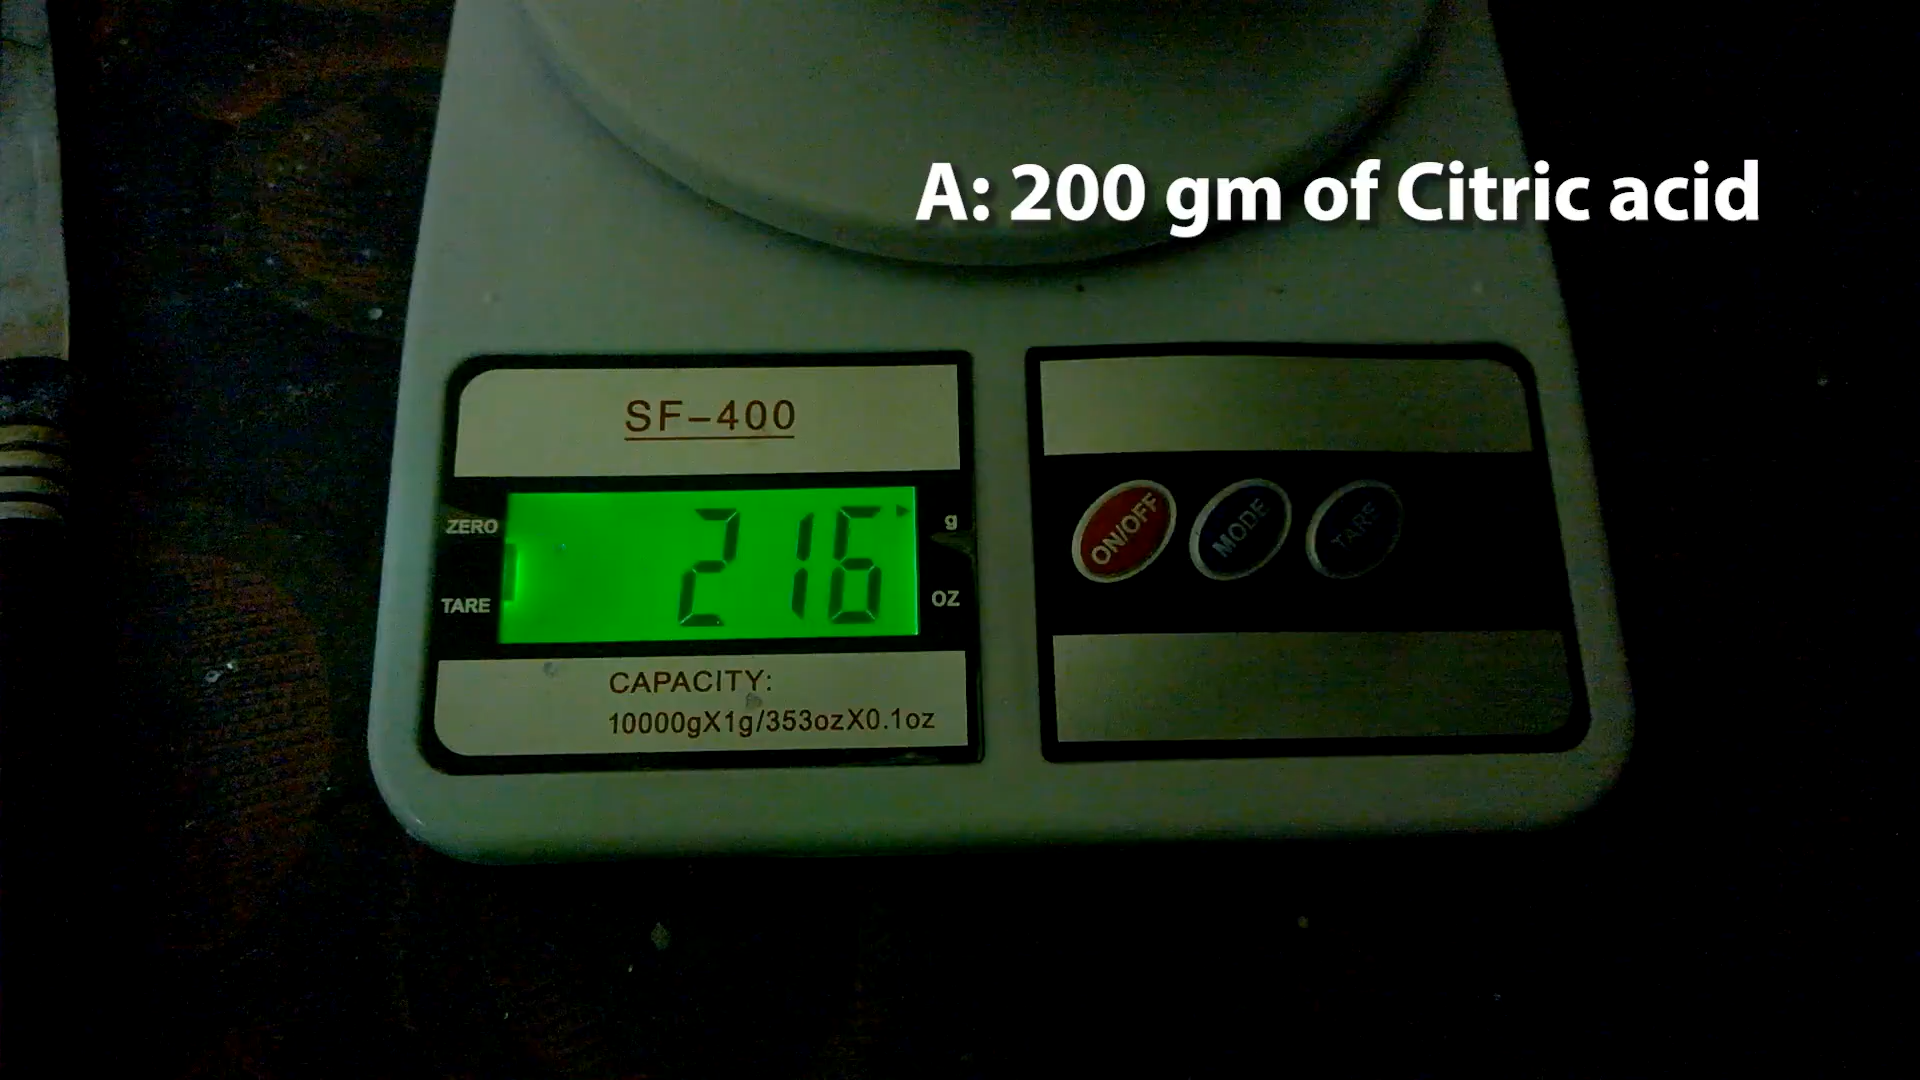 A: 200 gm of Citric acid
SF-400
ZERO
216
g
TARE
OZ
ON/OFF
MODE
TARE
CAPACITY:
10000gX1g/353ozX0.1oz